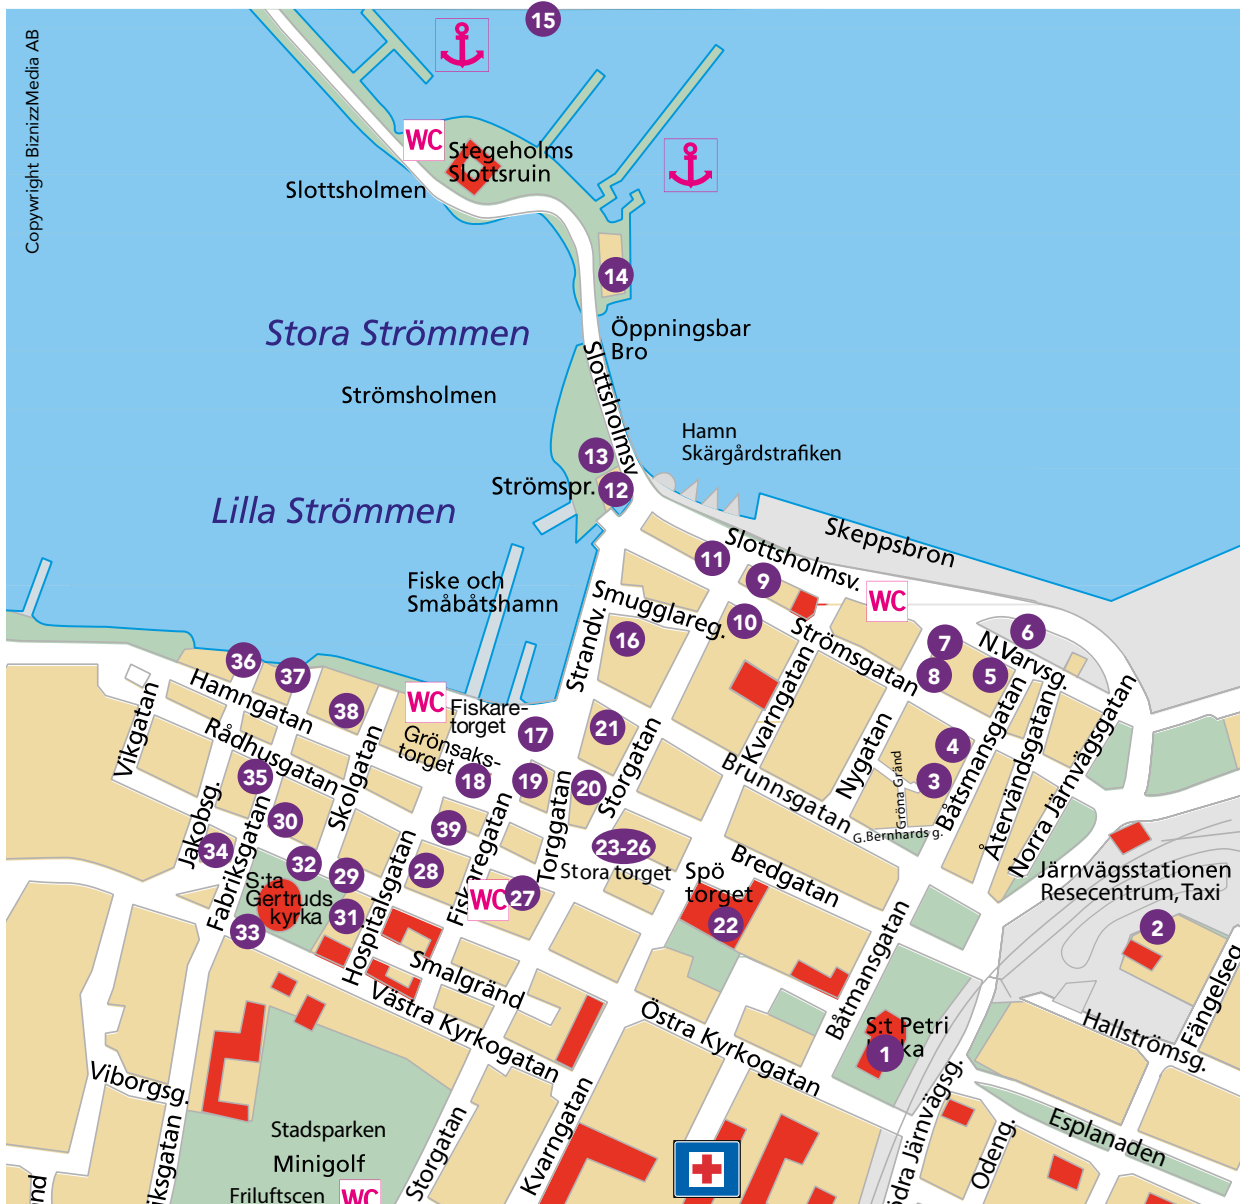 Copywright BiznizzMedia AB
15
WC
Stegeholms
Slottsruin
Slottsholmen
14
Stora Strömmen
Öppningsbar
Bro
Slottsholmsv.
Strömsholmen
Hamn
Skärgårdstrafiken
13
Strömspr.
12
Lilla Strömmen
Skeppsbron
Slottsholmsv.
11
9
WC
Fiske och
Småbåtshamn
Smugglareg.
10
Strömsgatan
16
Strandv.
7
6
N.Varvsg.
8
5
36
37
38
Hamngatan
WC
Fiskare-
torget
17
21
Kvarngatan
Vikgatan
Rådhusgatan
Grönsaks-
torget
18
19
20
Storgatan
Brunnsgatan
Nygatan
4
3
Gröna Gränd
G.Bernhardsg.
Båtsmansgatan
Återvändsgatan
Norra Järnvägsgatan
35
Skolgatan
Jakobsg.
30
39
Torggatan
23-26
Stora torget
34
Fabriksgatan
32
29
28
Fiskaregatan
WC
27
Spö
torget
22
Bredgatan
Järnvägsstationen
Resecentrum, Taxi
2
S:ta
Gertruds
kyrka
31
33
Hospitalsgatan
Smalgränd
Västra Kyrkogatan
Östra Kyrkogatan
Båtmansgatan
S:t Petri
1
Fängelseg
Hallströmsg.
Viborgsg.
Stadsparken
Minigolf
Friluftscen
WC
Storgatan
Kvarngatan
Odeng.
Esplanaden